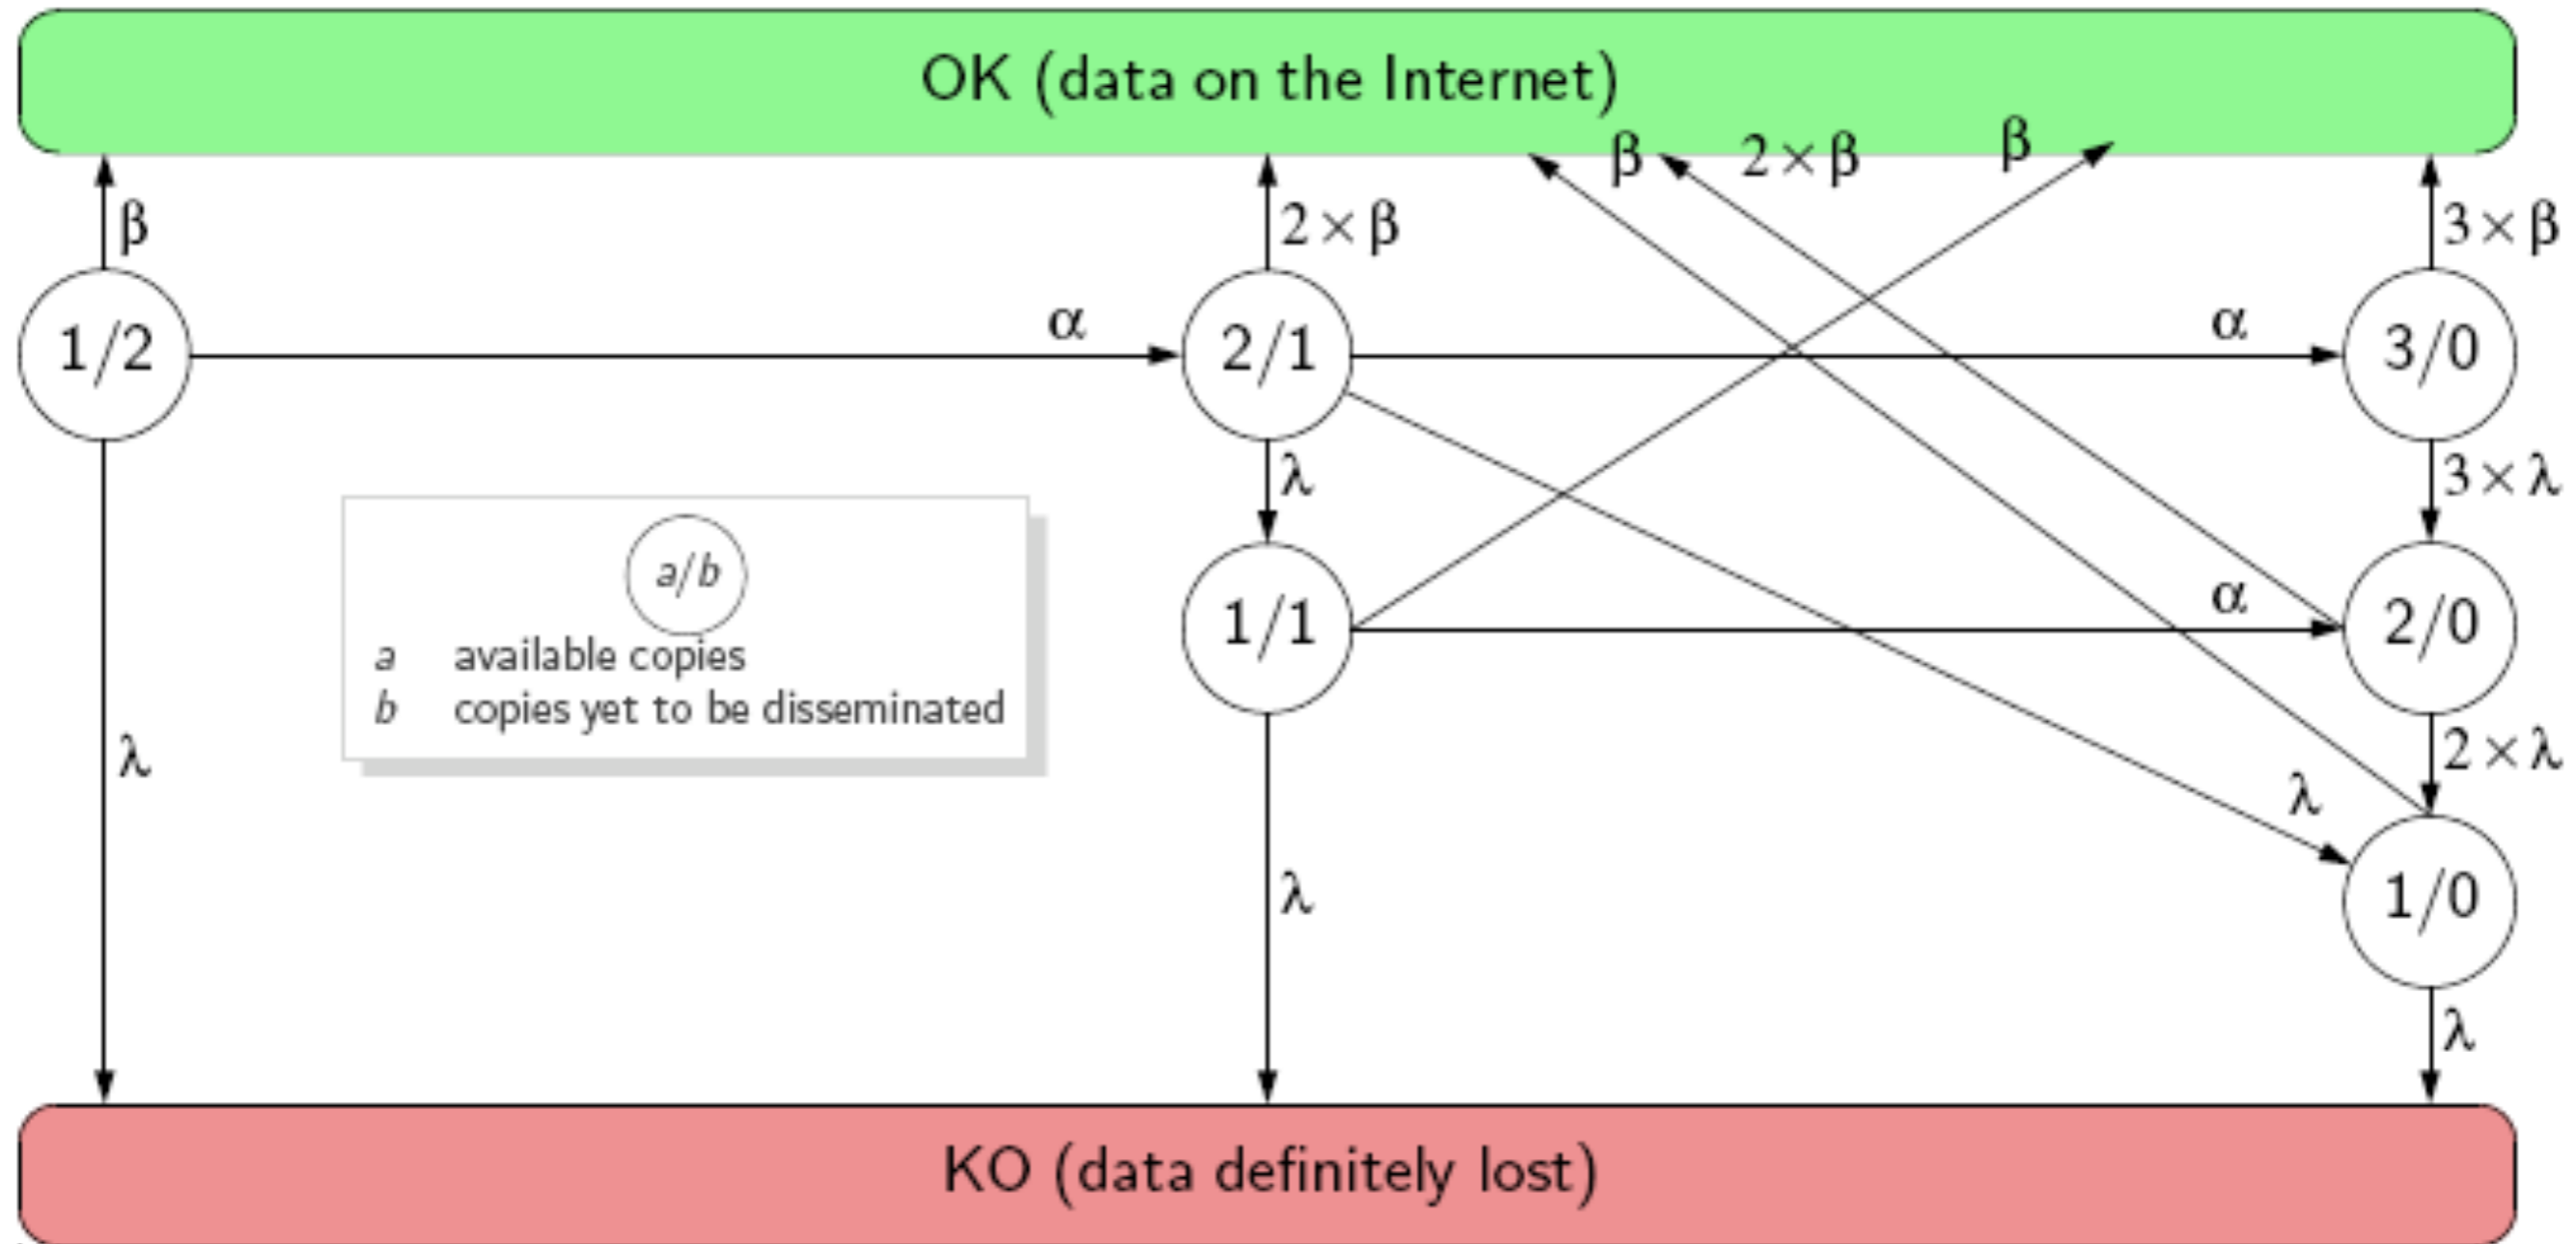 OK (data on the Internet)
β 2×β β
β 2×β 3×β
1/2 α 2/1 α 3/0
λ 3×λ
a/b
1/1 α 2/0
a available copies
b copies yet to be disseminated
λ λ 2×λ
λ 1/0
λ
KO (data definitely lost)